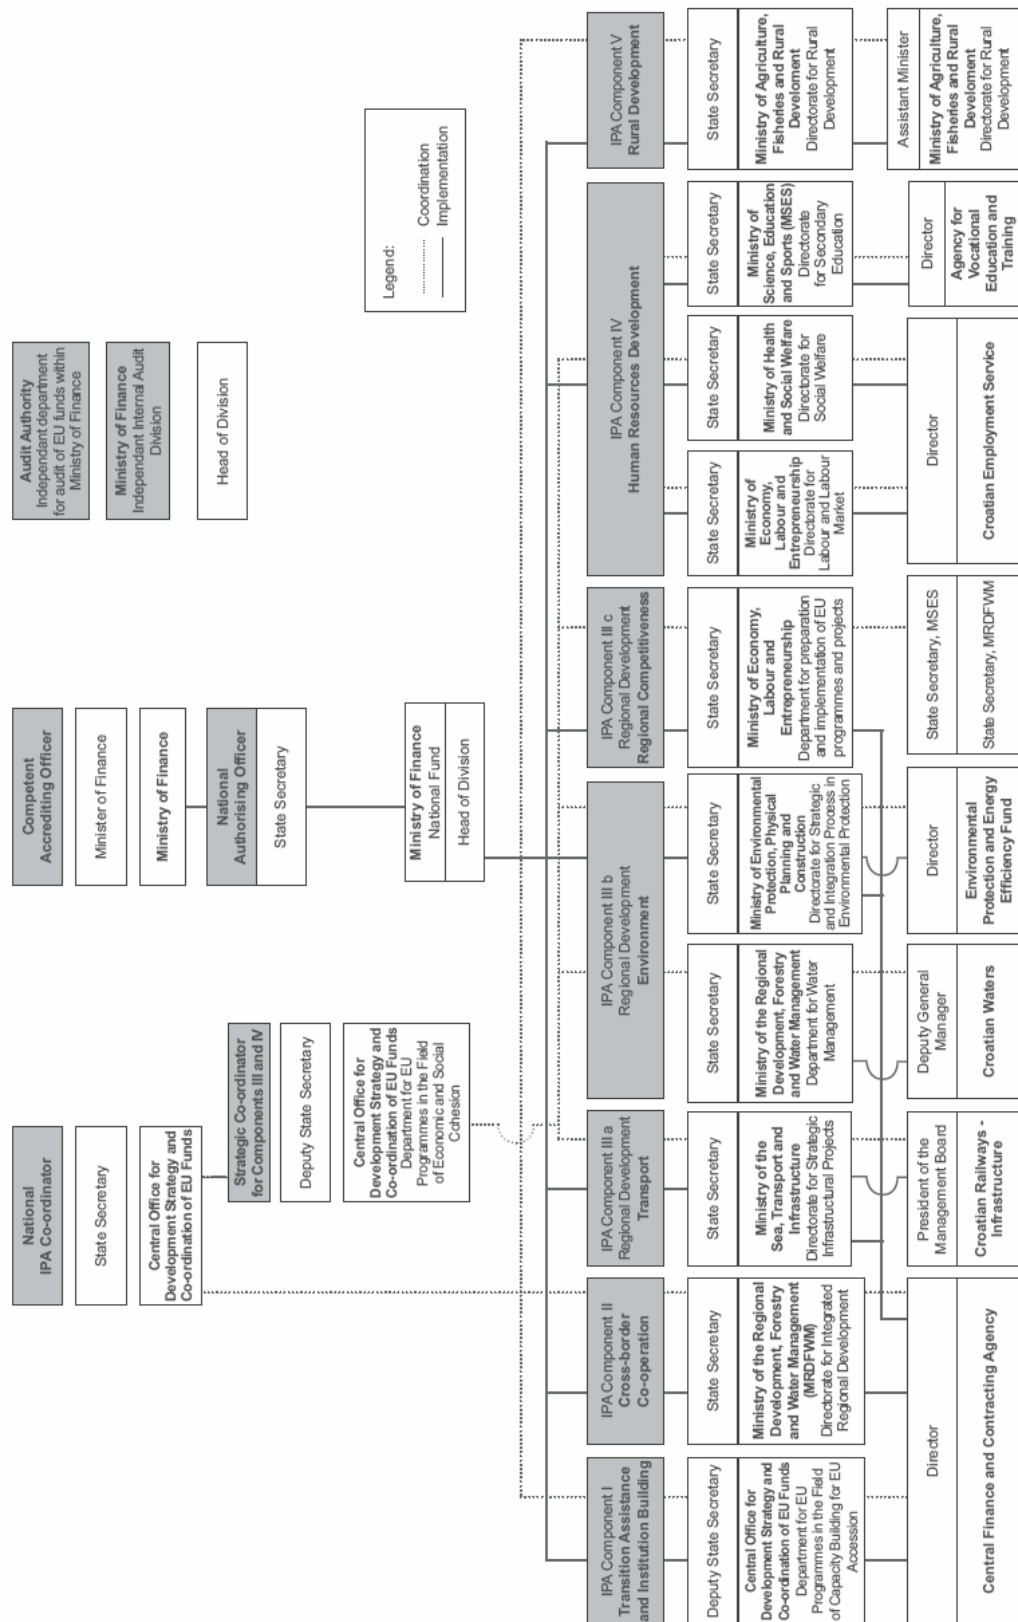 National
IPA Co-ordinator
State Secretary
Central Office for
Development Strategy and
Co-ordination of EU Funds
Strategic Co-ordinator
for Components III and IV
Deputy State Secretary
Central Office for
Development Strategy and
Co-ordination of EU Funds
Department for EU
Programmes in the Field
of Economic and Social
Cohesion
Competent
Accrediting Officer
Minister of Finance
Ministry of Finance
National
Authorising Officer
State Secretary
Ministry of Finance
National Fund
Head of Division
Audit Authority
Independant department
for audit of EU funds within
Ministry of Finance
Ministry of Finance
Independant Internal Audit
Division
Head of Division
Legend:
Coordination
Implementation
IPA Component I
Transition Assistance
and Institution Building
Deputy State Secretary
Central Office for
Development Strategy and
Co-ordination of EU Funds
Department for EU
Programmes in the Field
of Capacity Building for EU
Accession
IPA Component II
Cross-border
Co-operation
State Secretary
Ministry of the Regional
Development, Forestry
and Water Management
(MRDFWM)
Directorate for Integrated
Regional Development
Director
Central Finance and Contracting Agency
IPA Component III a
Regional Development
Transport
State Secretary
Ministry of the
Sea, Transport and
Infrastructure
Directorate for Strategic
Infrastructural Projects
President of the
Management Board
Croatian Railways -
Infrastructure
IPA Component III b
Regional Development
Environment
State Secretary
Ministry of the Regional
Development, Forestry
and Water Management
Department for Water
Management
Deputy General
Manager
Croatian Waters
State Secretary
Ministry of Environmental
Protection, Physical
Planning and
Construction
Directorate for Strategic
and Integration Process in
Environmental Protection
Director
Environmental
Protection and Energy
Efficiency Fund
IPA Component III c
Regional Development
Regional Competitiveness
State Secretary
Ministry of Economy,
Labour and
Entrepreneurship
Department for preparation
and implementation of EU
programmes and projects
State Secretary, MSES
State Secretary, MRDFWM
IPA Component IV
Human Resources Development
State Secretary
Ministry of
Economy,
Labour and
Entrepreneurship
Directorate for
Labour and Labour
Market
State Secretary
Ministry of Health
and Social Welfare
Directorate for
Social Welfare
Director
Croatian Employment Service
State Secretary
Ministry of
Science, Education
and Sports (MSES)
Directorate
for Secondary
Education
Director
Agency for
Vocational
Education and
Training
IPA Component V
Rural Development
State Secretary
Ministry of Agriculture,
Fisheries and Rural
Develoment
Directorate for Rural
Development
Assistant Minister
Ministry of Agriculture,
Fisheries and Rural
Develoment
Directorate for Rural
Development